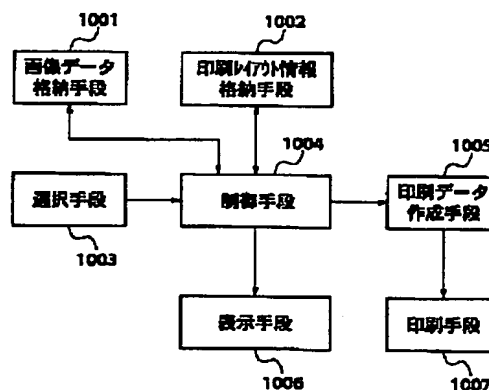 1001
画像データ
格納手段
1002
印刷レイアウト情報
格納手段
1003
選択手段
1004
制御手段
1005
印刷データ
作成手段
1006
表示手段
1007
印刷手段